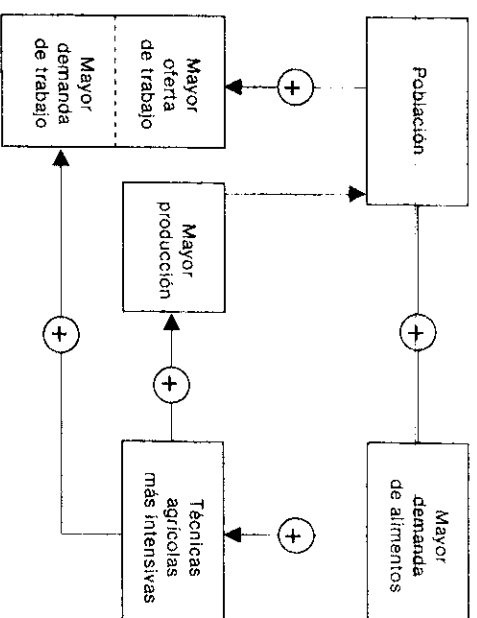 Población
+
Mayor
demanda
de alimentos
+
Mayor
oferta
de trabajo
Mayor
demanda
de trabajo
+
Mayor
producción
+
Técnicas
agrícolas
más intensivas
+
+